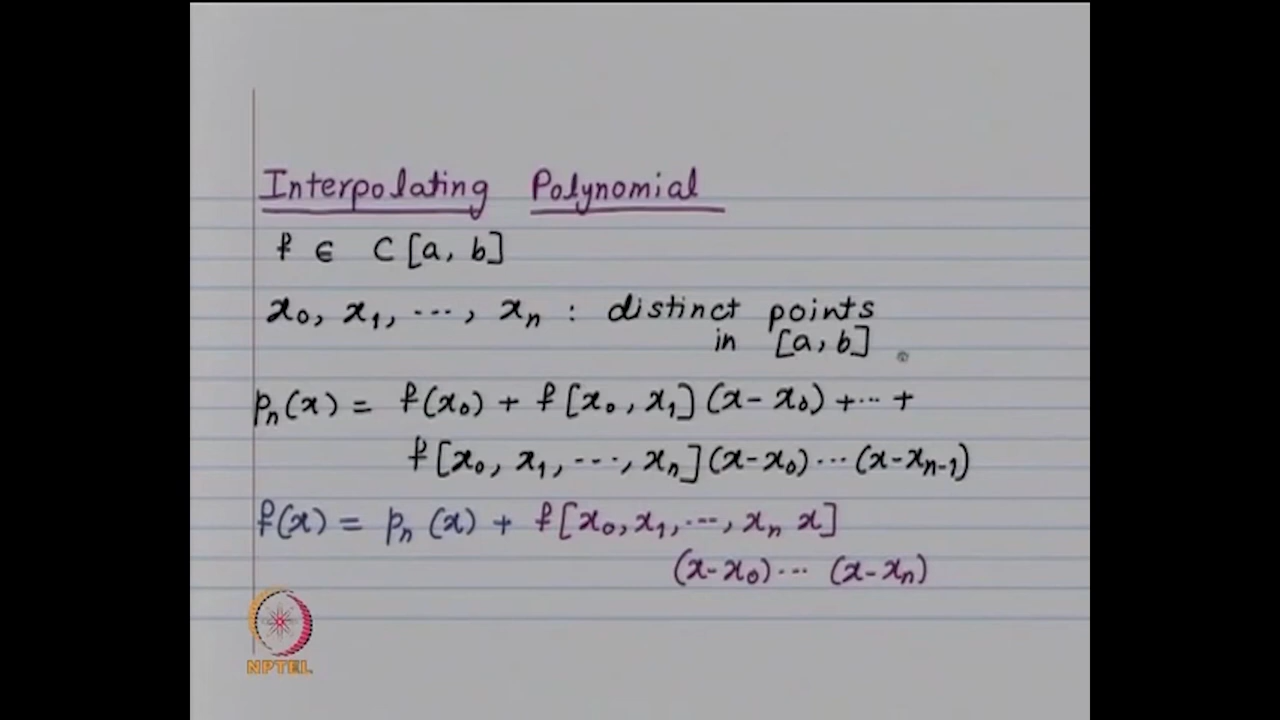 Interpolating Polynomial
f ∈ C[a, b]
x₀, x₁, ⋯, xₙ : distinct points
in [a, b]
pₙ(x) = f(x₀) + f[x₀, x₁](x-x₀) + ⋯ +
f[x₀, x₁, ⋯, xₙ](x-x₀) ⋯ (x-xₙ₋₁)
f(x) = pₙ(x) + f[x₀, x₁, ⋯, xₙ x]
(x-x₀) ⋯ (x-xₙ)
NPTEL